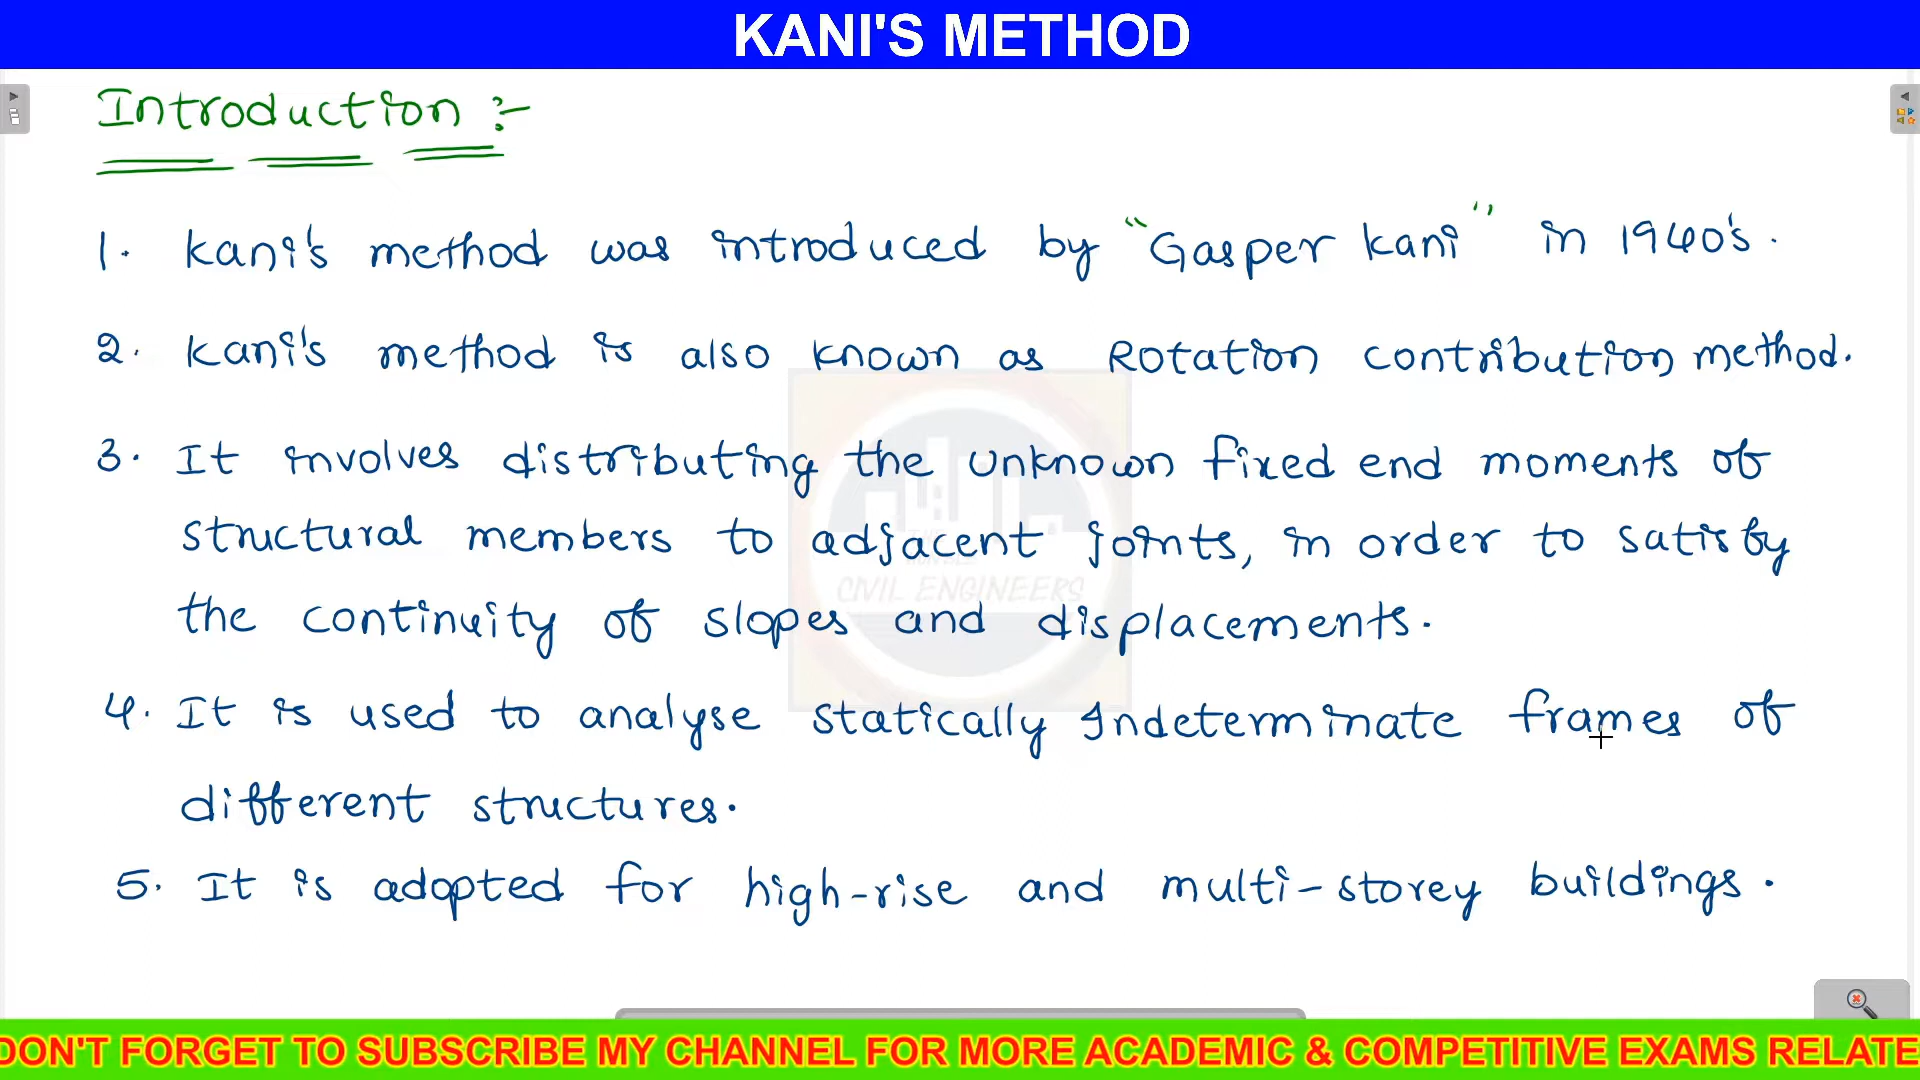 KANI'S METHOD
Introduction :-
1. Kani's method was introduced by "Gasper Kani" in 1940's.
2. Kani's method is also known as Rotation contribution method.
3. It involves distributing the unknown fixed end moments of
structural members to adjacent joints, in order to satisfy
the continuity of slopes and displacements.
CIVIL ENGINEERS
4. It is used to analyse statically Indeterminate frames of
different structures.
5. It is adopted for high-rise and multi-storey buildings.
DON'T FORGET TO SUBSCRIBE MY CHANNEL FOR MORE ACADEMIC & COMPETITIVE EXAMS RELATE